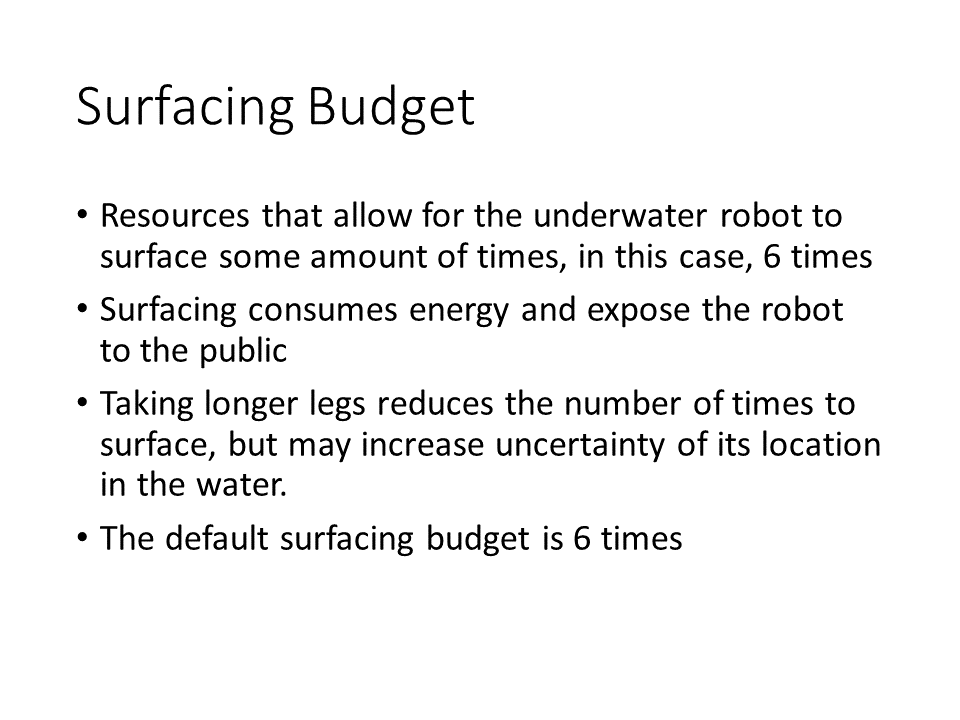 Surfacing Budget
• Resources that allow for the underwater robot to
surface some amount of times, in this case, 6 times
• Surfacing consumes energy and expose the robot
to the public
• Taking longer legs reduces the number of times to
surface, but may increase uncertainty of its location
in the water.
• The default surfacing budget is 6 times